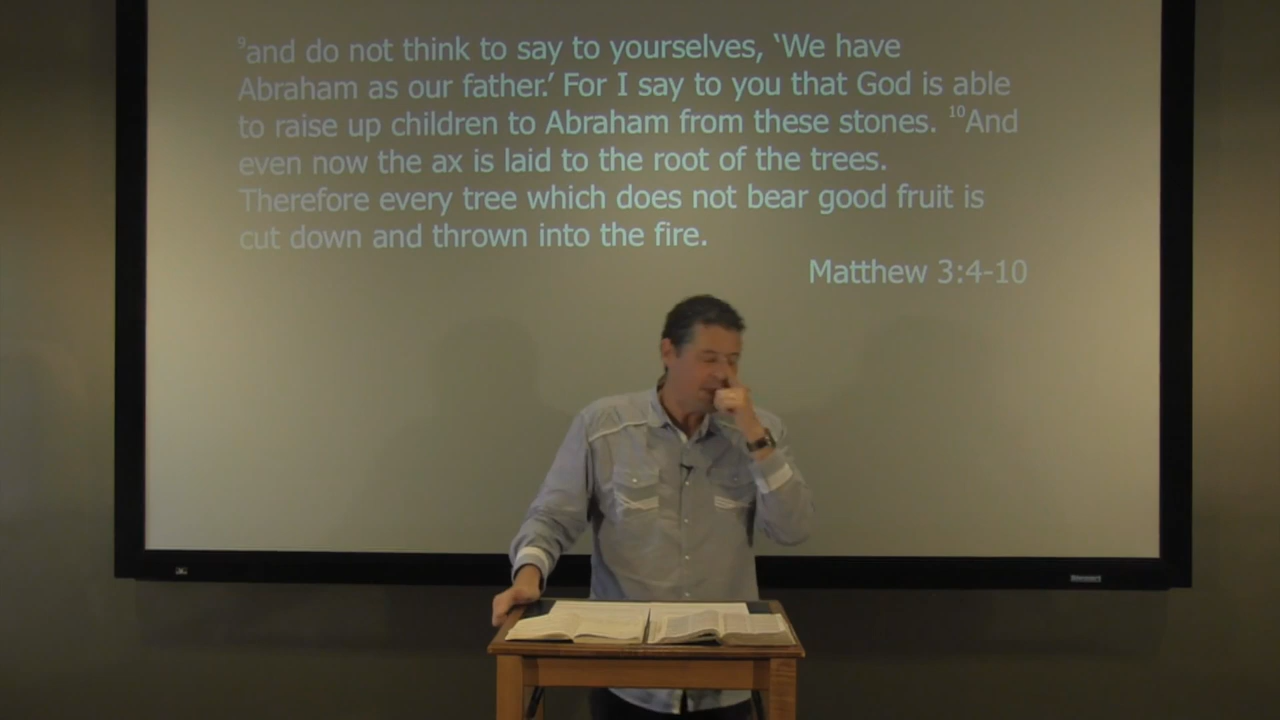 ⁹and do not think to say to yourselves, ‘We have
Abraham as our father.’ For I say to you that God is able
to raise up children to Abraham from these stones. ¹⁰And
even now the ax is laid to the root of the trees.
Therefore every tree which does not bear good fruit is
cut down and thrown into the fire.
Matthew 3:4-10